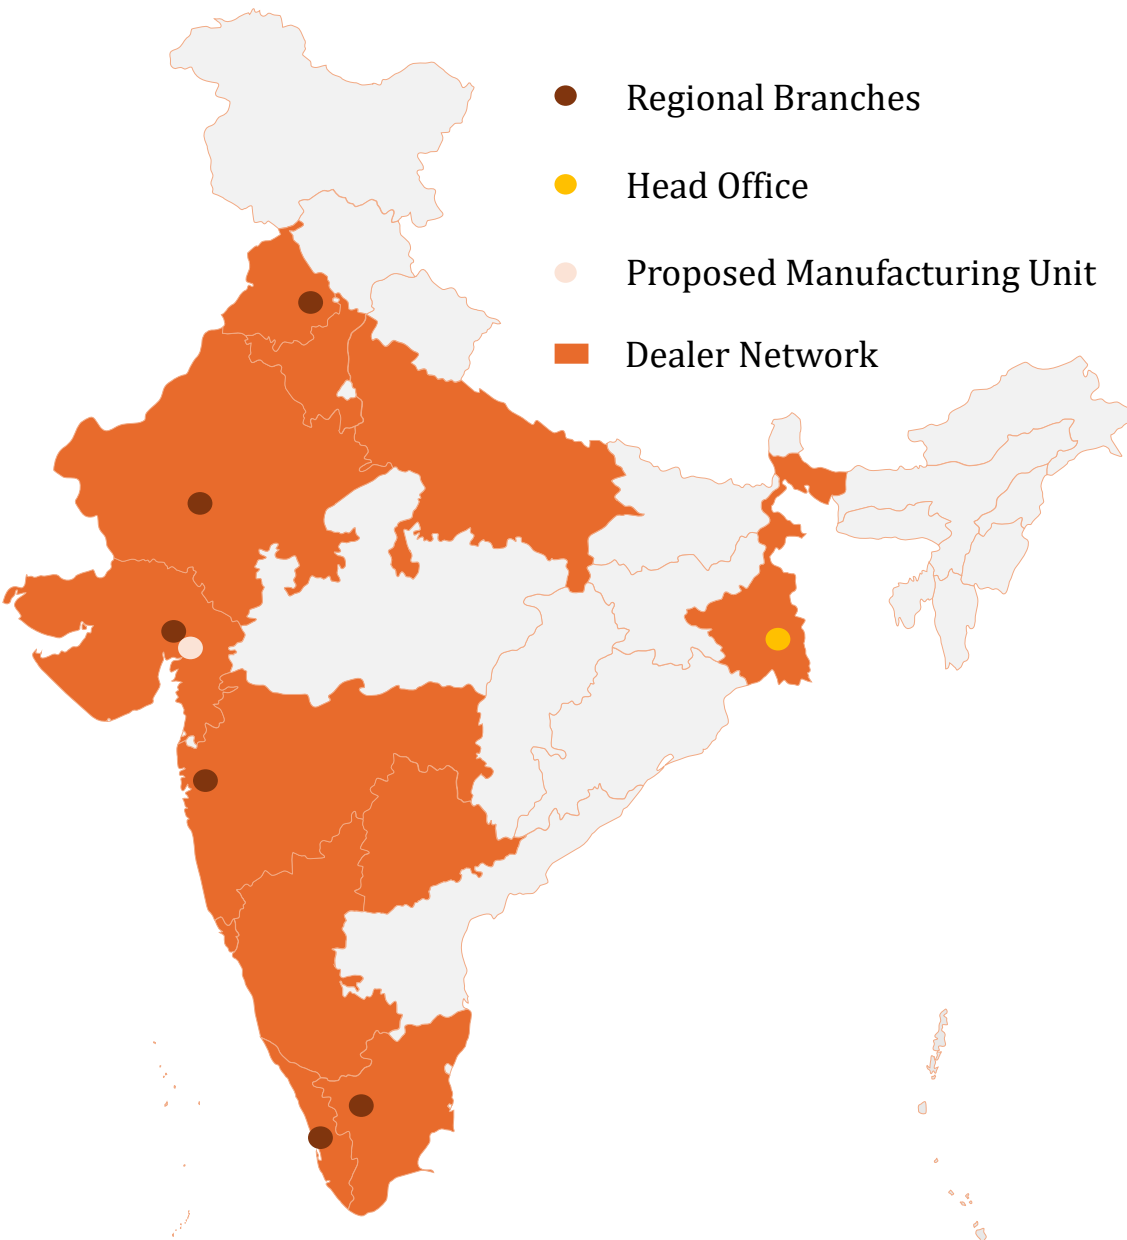 Regional Branches
Head Office
Proposed Manufacturing Unit
Dealer Network